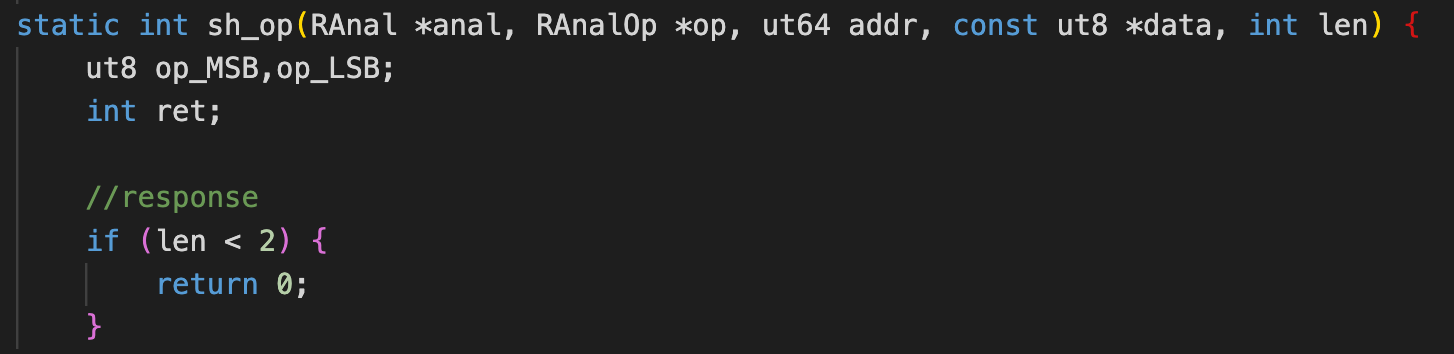 static int sh_op(RAnal *anal, RAnalOp *op, ut64 addr, const ut8 *data, int len) {
    ut8 op_MSB,op_LSB;
    int ret;

    //response
    if (len < 2) {
        return 0;
    }